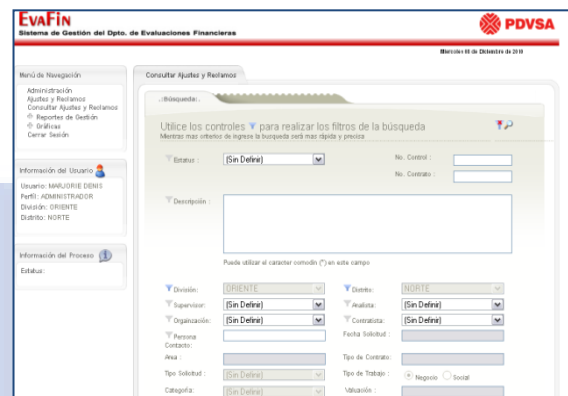 EVAFIN
Sistema de Gestión del Dpto. de Evaluaciones Financieras
PDVSA
Miércoles 08 de Diciembre de 2010
Menú de Navegación
Administración
Ajustes y Reclamos
Consultar Ajustes y Reclamos
Reportes de Gestión
Gráficas
Cerrar Sesión
Información del Usuario
Usuario: MARJORIE DENIS
Perfil: ADMINISTRADOR
División: ORIENTE
Distrito: NORTE
Información del Proceso
Estatus:
Consultar Ajustes y Reclamos
.:Búsqueda:.
Utilice los controles para realizar los filtros de la búsqueda
Mientras mas criterios de ingrese la busqueda será mas rápida y precisa
Estatus : (Sin Definir) No. Control :
No. Contrato :
Descripción :
Puede utilizar el caracter comodín (*) en este campo
División: ORIENTE Distrito: NORTE
Supervisor: (Sin Definir) Analista: (Sin Definir)
Organización: (Sin Definir) Contratista: (Sin Definir)
Persona Contacto: Fecha Solicitud :
Area : Tipo de Contrato:
Tipo Solicitud : (Sin Definir) Tipo de Trabajo : Negocio Social
Categoría: (Sin Definir) Valuación :